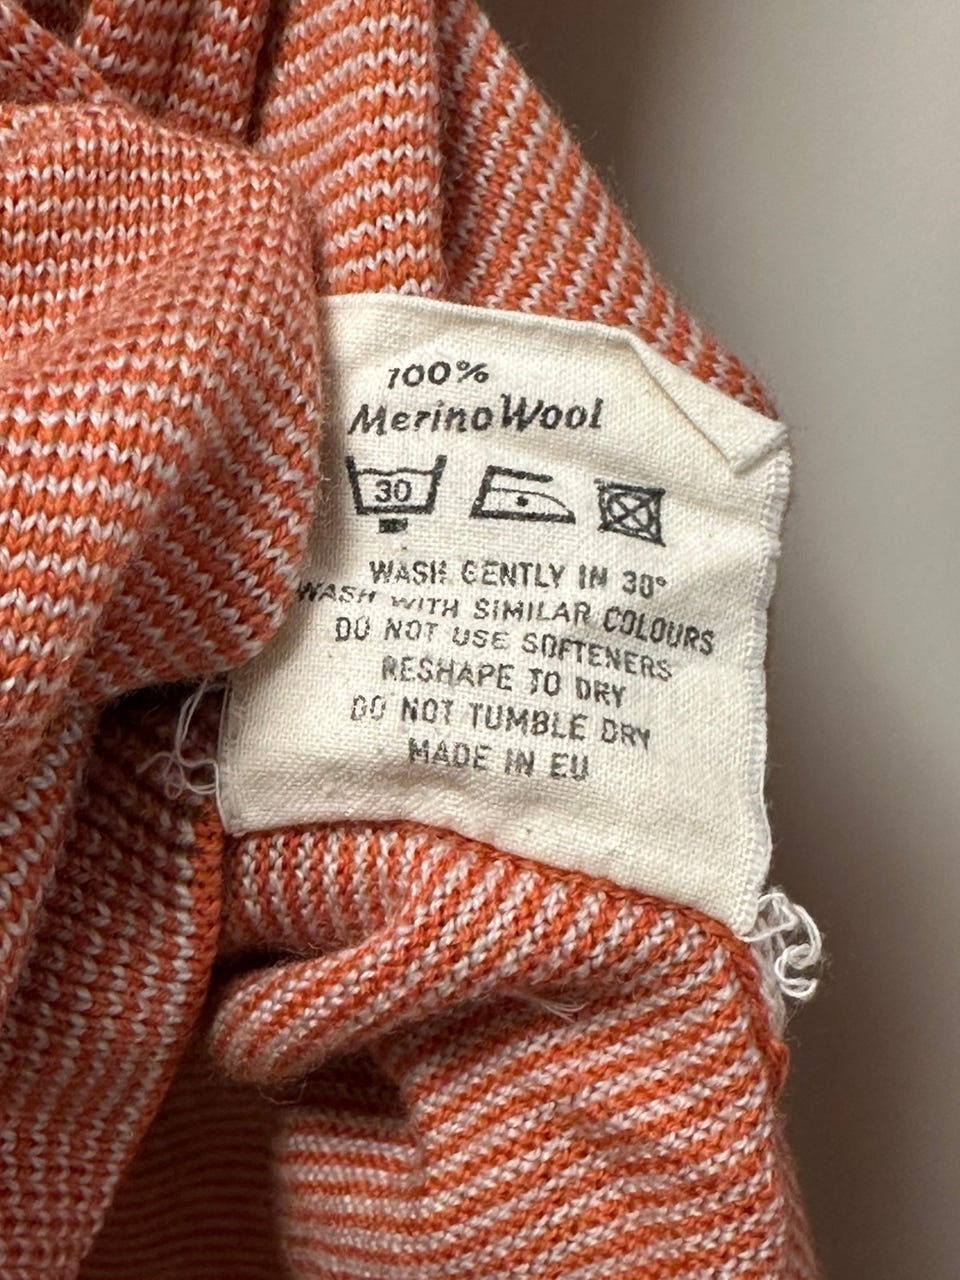 100%
Merino Wool
30
WASH GENTLY IN 30°
WASH WITH SIMILAR COLOURS
DO NOT USE SOFTENERS
RESHAPE TO DRY
DO NOT TUMBLE DRY
MADE IN EU